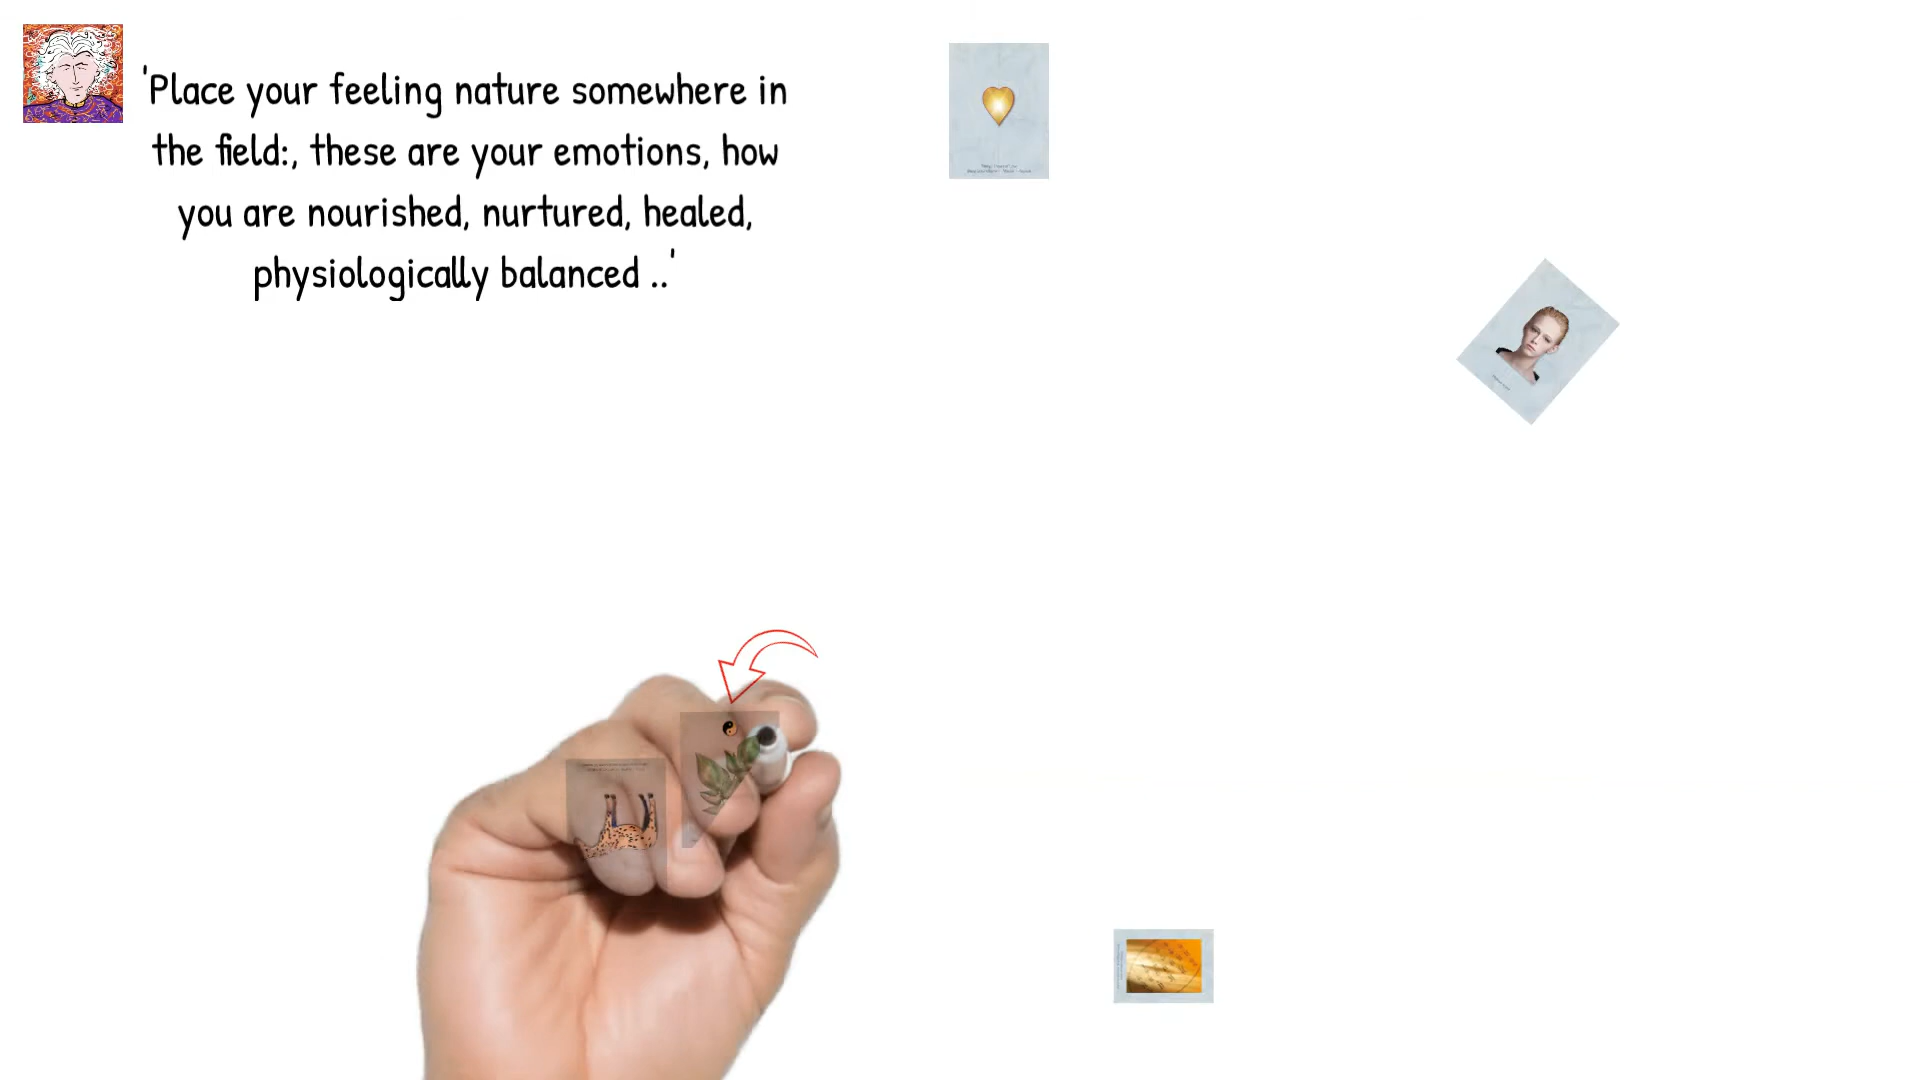 'Place your feeling nature somewhere in
the field:, these are your emotions, how
you are nourished, nurtured, healed,
physiologically balanced ..'